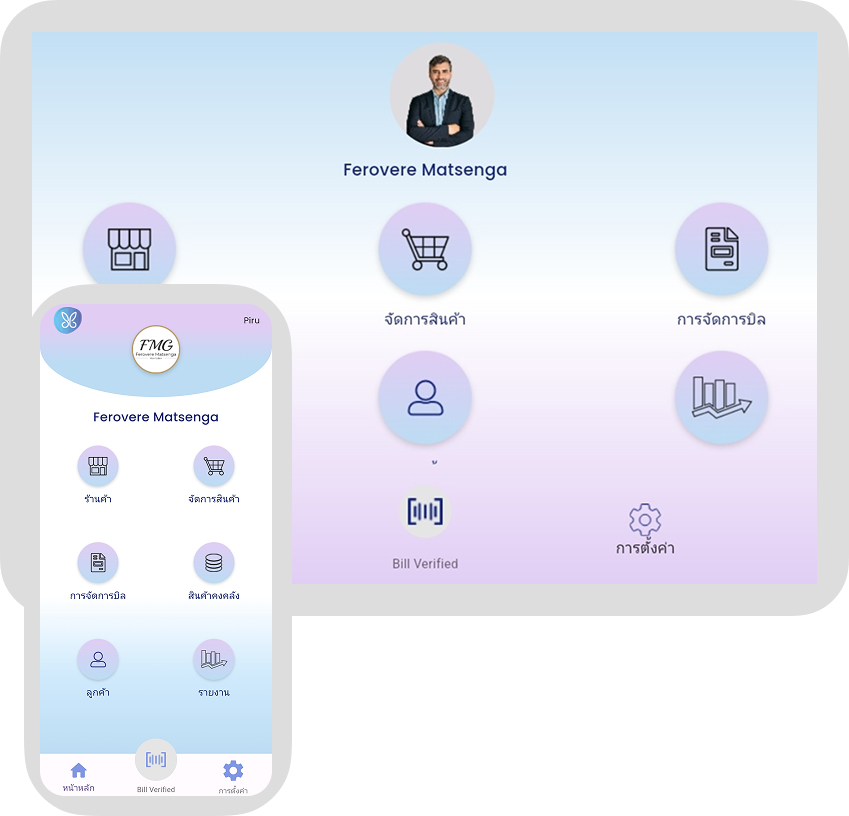 Ferovere Matsenga
จัดการสินค้า
การจัดการบิล
Bill Verified
การตั้งค่า
Piru
FMG
Ferovere Matsenga
Ferovere Matsenga
ร้านค้า
จัดการสินค้า
การจัดการบิล
สินค้าคงคลัง
ลูกค้า
รายงาน
หน้าหลัก
Bill Verified
การตั้งค่า